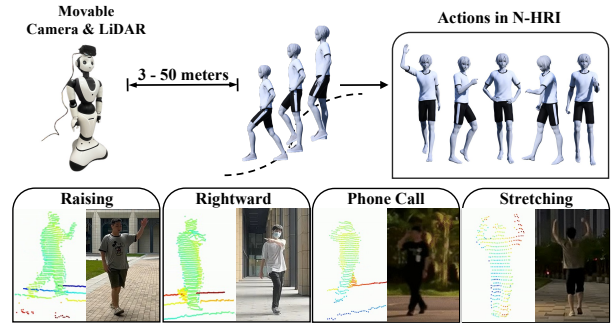 Movable
Camera & LiDAR
3 - 50 meters
Actions in N-HRI
Raising
Rightward
Phone Call
Stretching